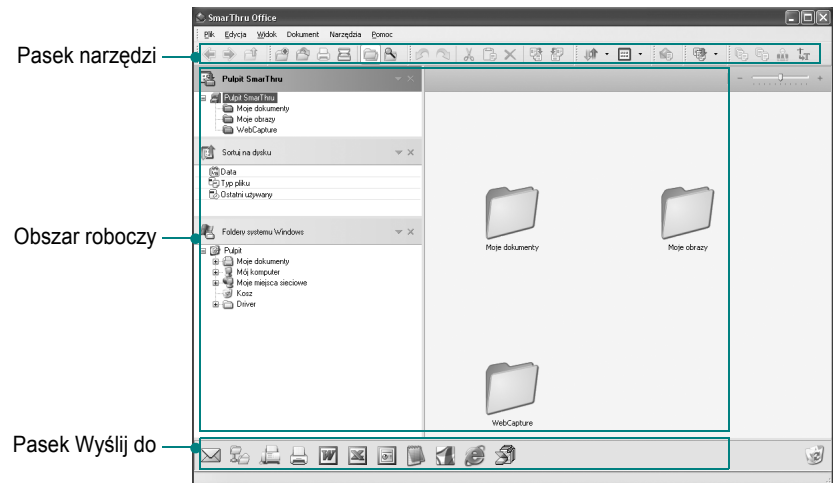 SmarThru Office
Plik Edycja Widok Dokument Narzędzia Pomoc
Pasek narzędzi
Pulpit SmarThru
Pulpit SmarThru
Moje dokumenty
Moje obrazy
WebCapture
Sortuj na dysku
Data
Typ pliku
Ostatni używany
Obszar roboczy
Foldery systemu Windows
Pulpit
Moje dokumenty
Mój komputer
Moje miejsca sieciowe
Kosz
Driver
Moje dokumenty
Moje obrazy
WebCapture
Pasek Wyślij do